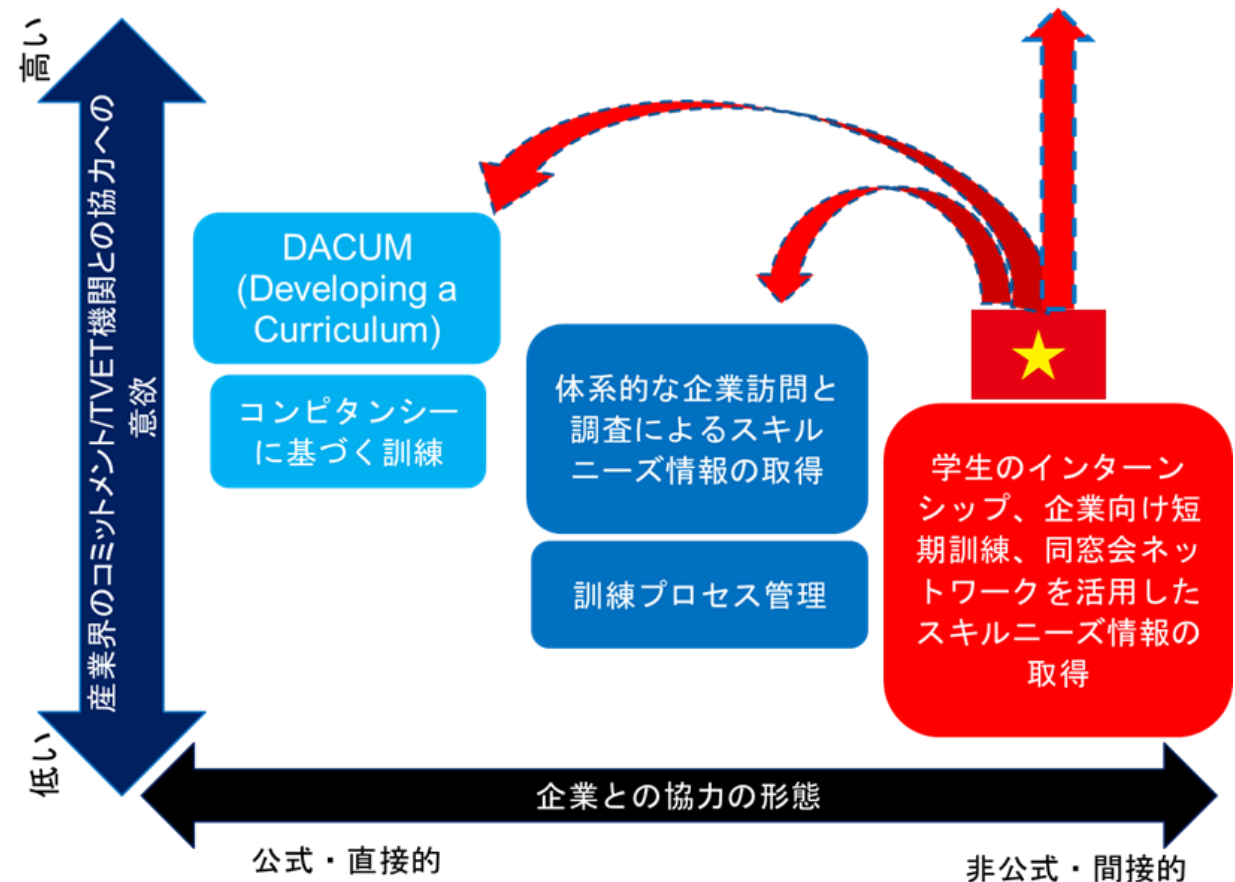 高い
産業界のコミットメント/TVET機関との協力への
意欲
低い
DACUM
(Developing a
Curriculum)
コンピタンシー
に基づく訓練
体系的な企業訪問と
調査によるスキル
ニーズ情報の取得
訓練プロセス管理
学生のインターン
シップ、企業向け短
期訓練、同窓会ネッ
トワークを活用した
スキルニーズ情報の
取得
企業との協力の形態
公式・直接的
非公式・間接的